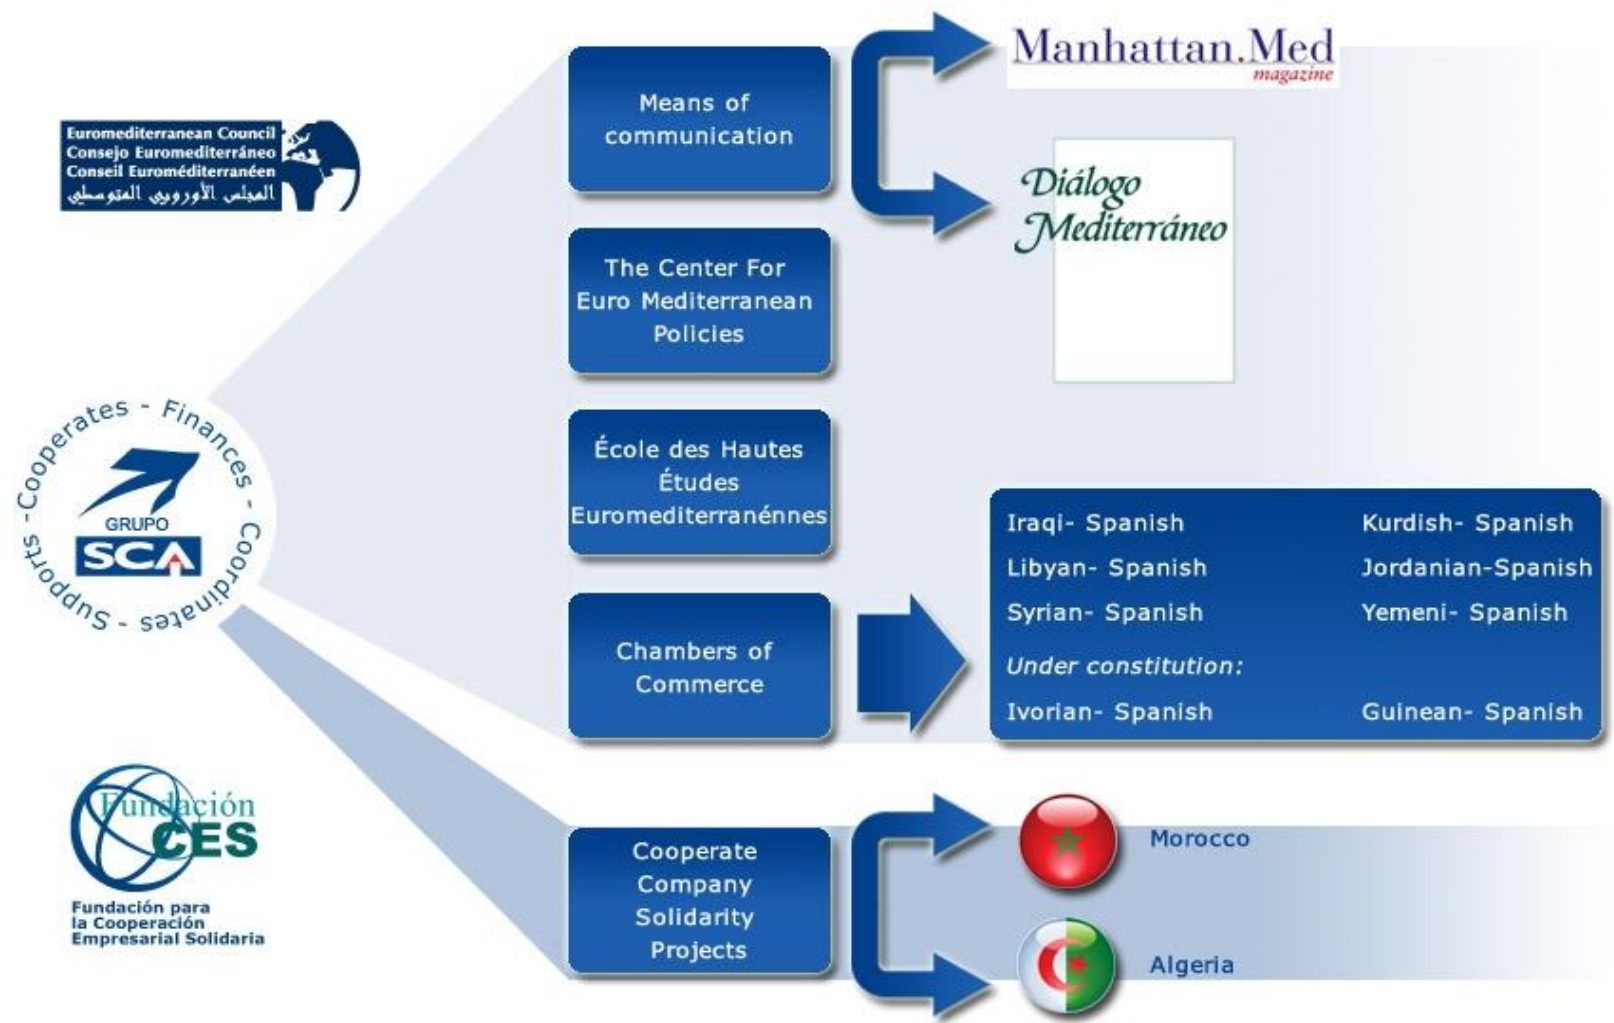 Euromediterranean Council
Consejo Euromediterráneo
Conseil Euroméditerranéen
المجلس الأوروبي المتوسطي
Supports -Cooperates - Finances - Coordinates -
GRUPO
SCA
Fundación
CES
Fundación para
la Cooperación
Empresarial Solidaria
Means of
communication
Manhattan.Med
magazine
Diálogo
Mediterráneo
The Center For
Euro Mediterranean
Policies
École des Hautes
Études
Euromediterranénnes
Chambers of
Commerce
Iraqi- Spanish Kurdish- Spanish
Libyan- Spanish Jordanian-Spanish
Syrian- Spanish Yemeni- Spanish
Under constitution:
Ivorian- Spanish Guinean- Spanish
Cooperate
Company
Solidarity
Projects
Morocco
Algeria